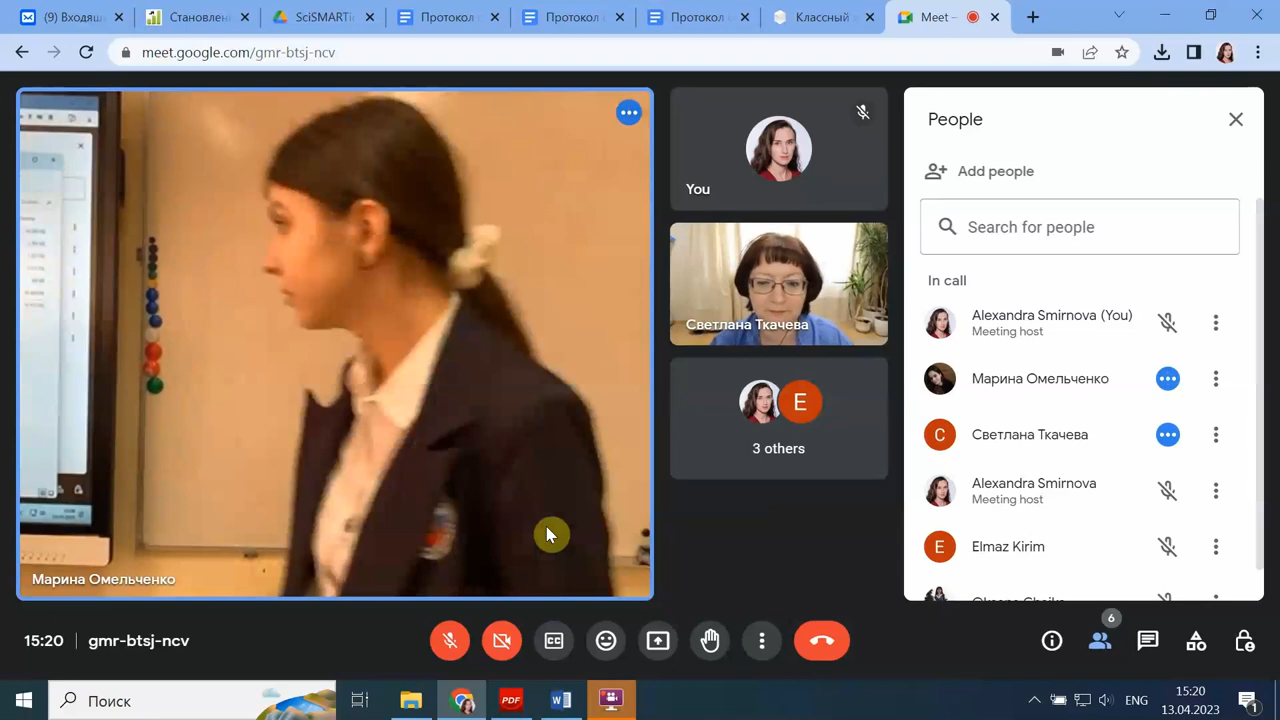 (9) Входящ
Становлен
SciSMARTi
Протокол р
Протокол
Протокол
Классный
Meet –
meet.google.com/gmr-btsj-ncv
People
Add people
Search for people
In call
Alexandra Smirnova (You)
Meeting host
Марина Омельченко
Светлана Ткачева
C
Alexandra Smirnova
Meeting host
Elmaz Kirim
E
You
Светлана Ткачева
E
3 others
Марина Омельченко
15:20
gmr-btsj-ncv
6
Поиск
PDF
W
ENG
15:20
13.04.2023
1